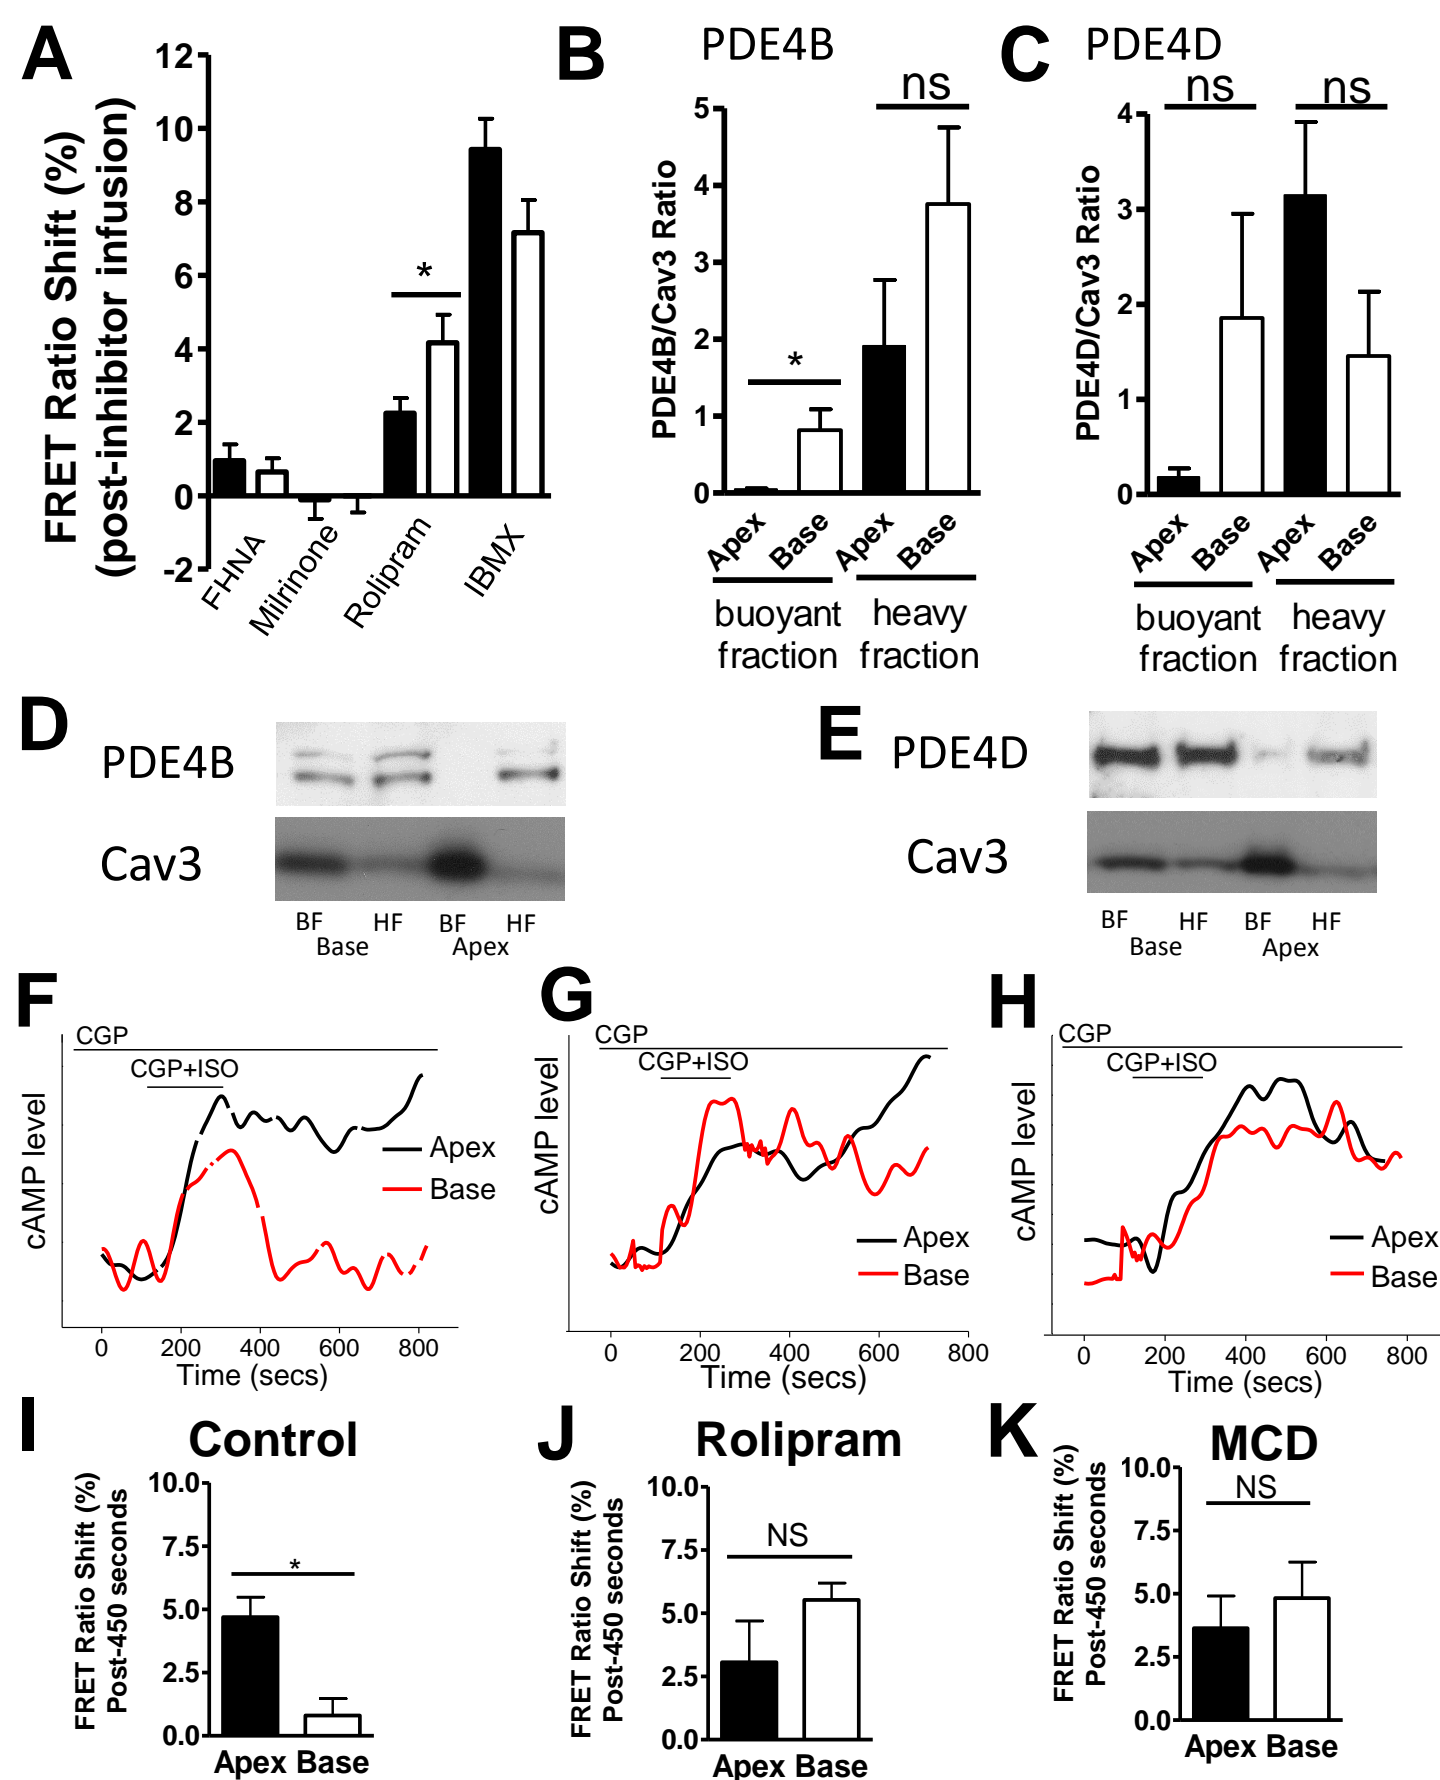 A
FRET Ratio Shift (%)
(post-inhibitor infusion)
12
10
8
6
4
2
0
-2
*
FHNA
Milrinone
Rolipram
IBMX
B
PDE4B
PDE4B/Cav3 Ratio
5
4
3
2
1
0
*
ns
Apex
Base
Apex
Base
buoyant
fraction
heavy
fraction
C
PDE4D
PDE4D/Cav3 Ratio
4
3
2
1
0
ns
ns
Apex
Base
Apex
Base
buoyant
fraction
heavy
fraction
D
PDE4B
Cav3
BF HF BF HF
Base Apex
E
PDE4D
Cav3
BF HF BF HF
Base Apex
F
CGP
CGP+ISO
cAMP level
Apex
Base
0 200 400 600 800
Time (secs)
G
CGP
CGP+ISO
cAMP level
Apex
Base
0 200 400 600 800
Time (secs)
H
CGP
CGP+ISO
cAMP level
Apex
Base
0 200 400 600 800
Time (secs)
I
Control
FRET Ratio Shift (%)
Post-450 seconds
10.0
7.5
5.0
2.5
0.0
*
Apex Base
J
Rolipram
FRET Ratio Shift (%)
Post-450 seconds
10.0
7.5
5.0
2.5
0.0
NS
Apex Base
K
MCD
FRET Ratio Shift (%)
Post-450 seconds
10.0
7.5
5.0
2.5
0.0
NS
Apex Base